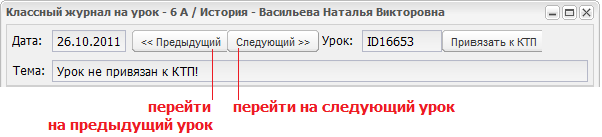 Классный журнал на урок - 6 А / История - Васильева Наталья Викторовна
Дата: 26.10.2011 << Предыдущий Следующий >> Урок: ID16653 Привязать к КТП
Тема: Урок не привязан к КТП!
перейти на предыдущий урок
перейти на следующий урок